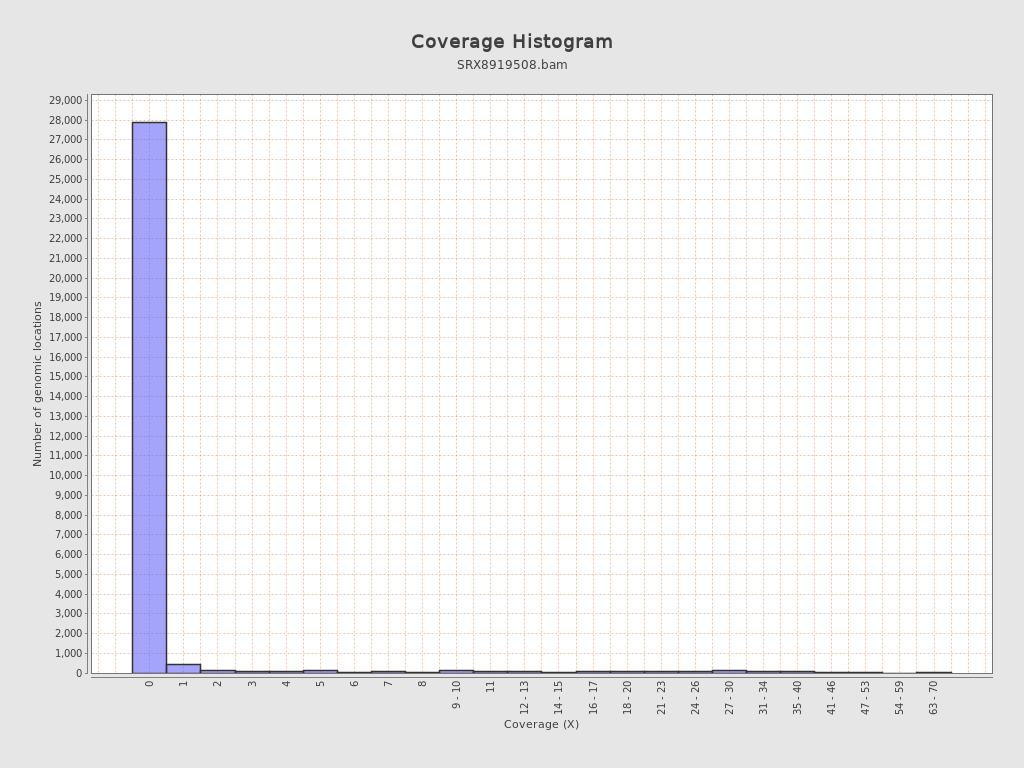 Coverage Histogram
SRX8919508.bam
Number of genomic locations
29,000
28,000
27,000
26,000
25,000
24,000
23,000
22,000
21,000
20,000
19,000
18,000
17,000
16,000
15,000
14,000
13,000
12,000
11,000
10,000
9,000
8,000
7,000
6,000
5,000
4,000
3,000
2,000
1,000
0
0
1
2
3
4
5
6
7
8
9 - 10
11
12 - 13
14 - 15
16 - 17
18 - 20
21 - 23
24 - 26
27 - 30
31 - 34
35 - 40
41 - 46
47 - 53
54 - 59
63 - 70
Coverage (X)